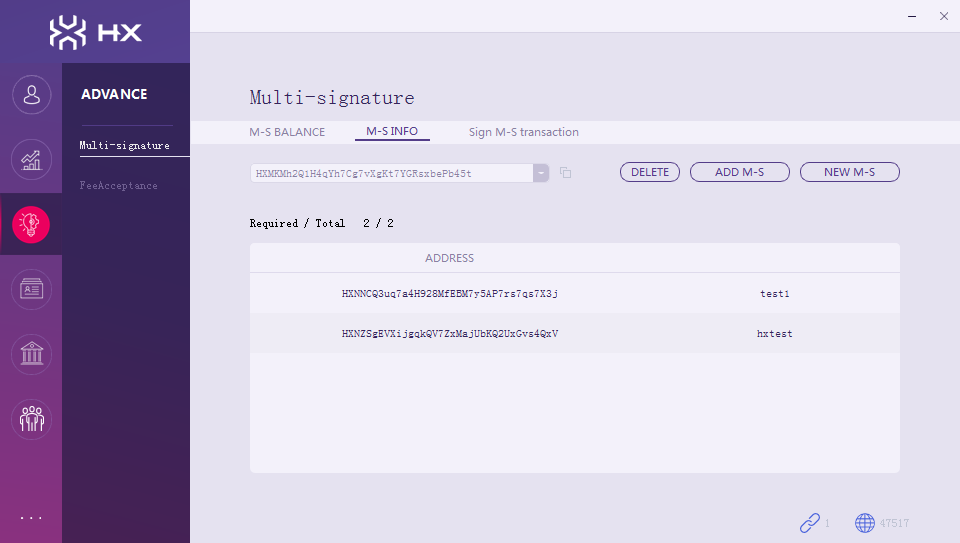 HX
ADVANCE
Multi-signature
FeeAcceptance
Multi-signature
M-S BALANCE M-S INFO Sign M-S transaction
HXMKMh2QiH4qYh7Cg7vXgKt7YGRsxbePb45t DELETE ADD M-S NEW M-S
Required / Total 2 / 2
ADDRESS
HXNNCQ3uq7a4H928MfEBM7y5AP7rs7qs7X3j test1
HXNZSgEVXijgqkQV7ZxMajUbKQ2UxGvs4QxV hxtest
1 47517
...